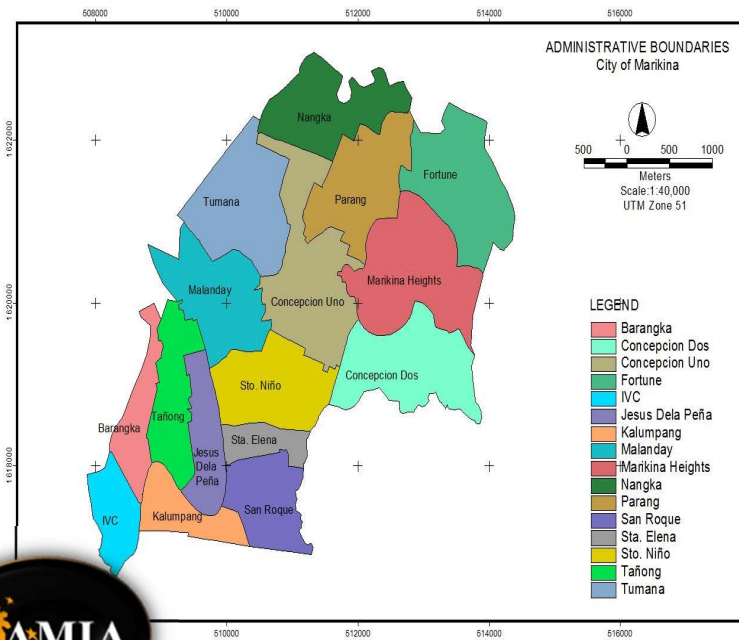 508000 510000 512000 514000 516000
ADMINISTRATIVE BOUNDARIES
City of Marikina
500 0 500 1000
Meters
Scale:1:40,000
UTM Zone 51
1622000
1620000
1618000
Nangka
Fortune
Parang
Tumana
Marikina Heights
Malanday
Concepcion Uno
Concepcion Dos
Sto. Niño
Tañong
Barangka
Sta. Elena
Jesus
Dela
Peña
San Roque
Kalumpang
IVC
LEGEND
Barangka
Concepcion Dos
Concepcion Uno
Fortune
IVC
Jesus Dela Peña
Kalumpang
Malanday
Marikina Heights
Nangka
Parang
San Roque
Sta. Elena
Sto. Niño
Tañong
Tumana
1620000
1618000
510000 512000 514000 516000